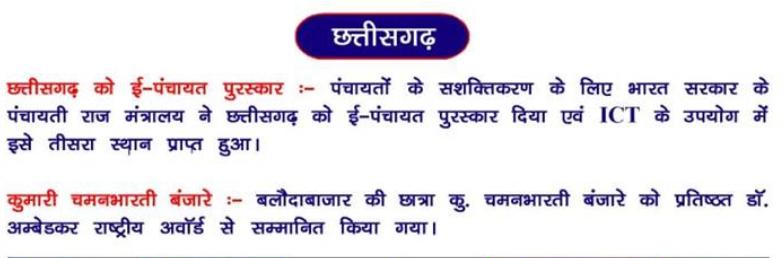 छत्तीसगढ़
छत्तीसगढ़ को ई-पंचायत पुरस्कार :- पंचायतों के सशक्तिकरण के लिए भारत सरकार के
पंचायती राज मंत्रालय ने छत्तीसगढ़ को ई-पंचायत पुरस्कार दिया एवं ICT के उपयोग में
इसे तीसरा स्थान प्राप्त हुआ।
कुमारी चमनभारती बंजारे :- बलौदाबाजार की छात्रा कु. चमनभारती बंजारे को प्रतिष्ठत डॉ.
अम्बेडकर राष्ट्रीय अवॉर्ड से सम्मानित किया गया।